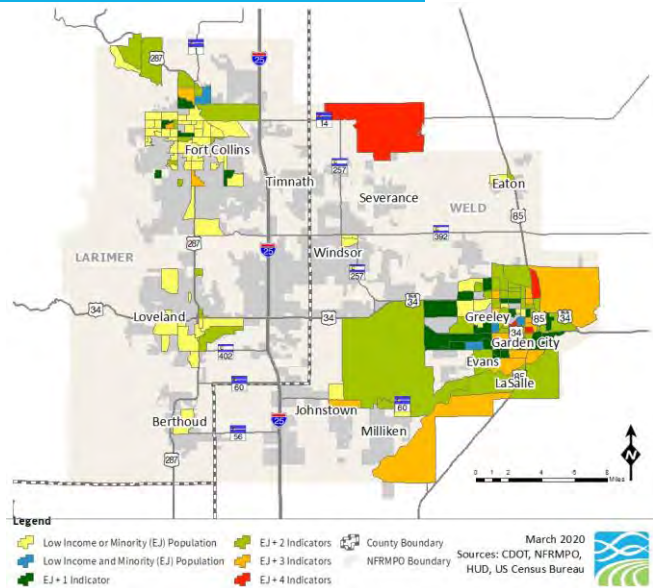 287
25
14
Fort Collins
Timnath
257
Severance
Eaton
WELD
85
287
392
LARIMER
25
Windsor
257
34
34
Loveland
34
Greeley
85
34
34
Garden City
402
Evans
85
LaSalle
60
Johnstown
60
Berthoud
25
Milliken
56
287
N
0 1 2 4 6 8
Miles
Legend
Low Income or Minority (EJ) Population
Low Income and Minority (EJ) Population
EJ + 1 Indicator
EJ + 2 Indicators
EJ + 3 Indicators
EJ + 4 Indicators
County Boundary
NFRMPO Boundary
March 2020
Sources: CDOT, NFRMPO,
HUD, US Census Bureau